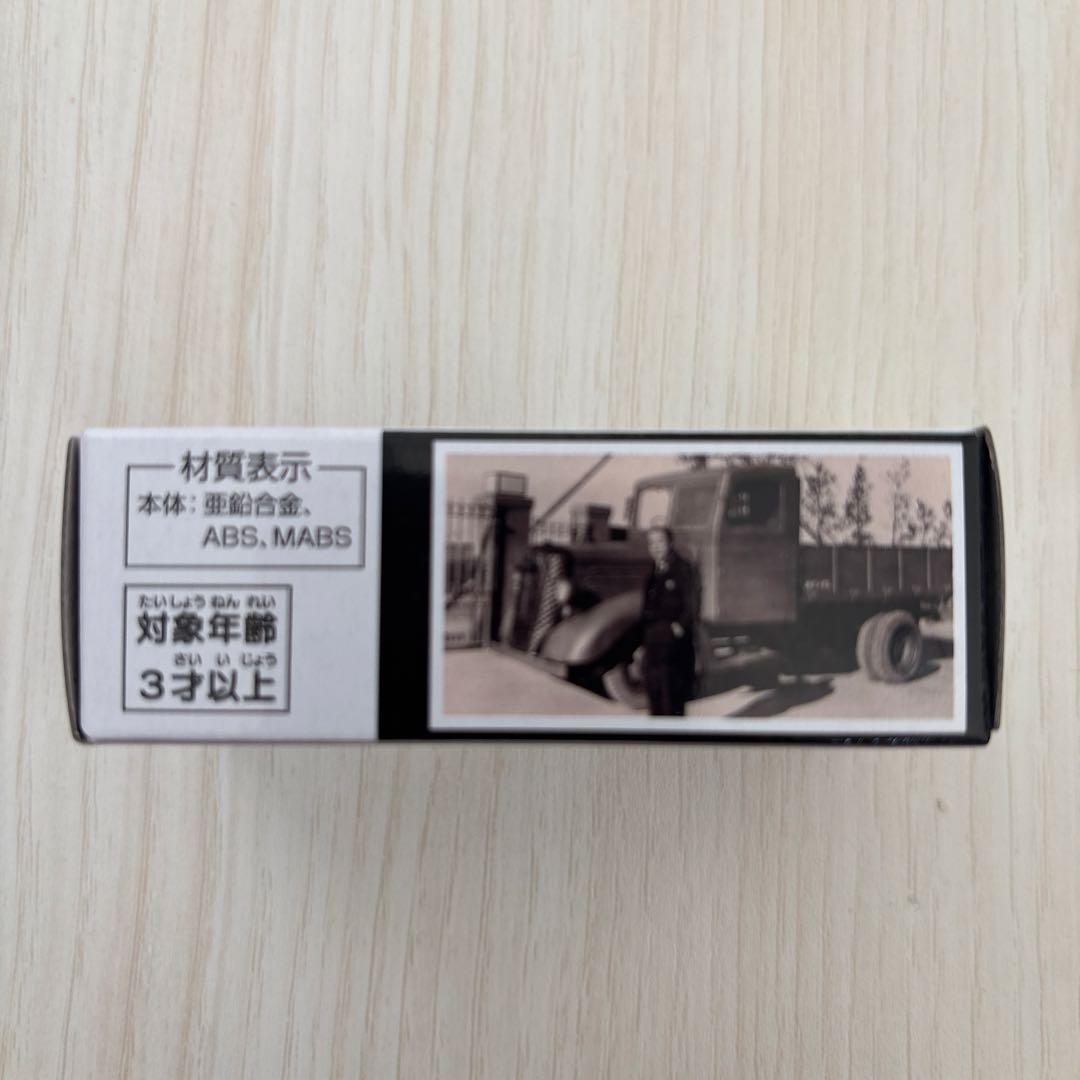 材質表示
本体：亜鉛合金、
ABS、MABS
たいしょうねんれい
対象年齢
さいいじょう
3才以上